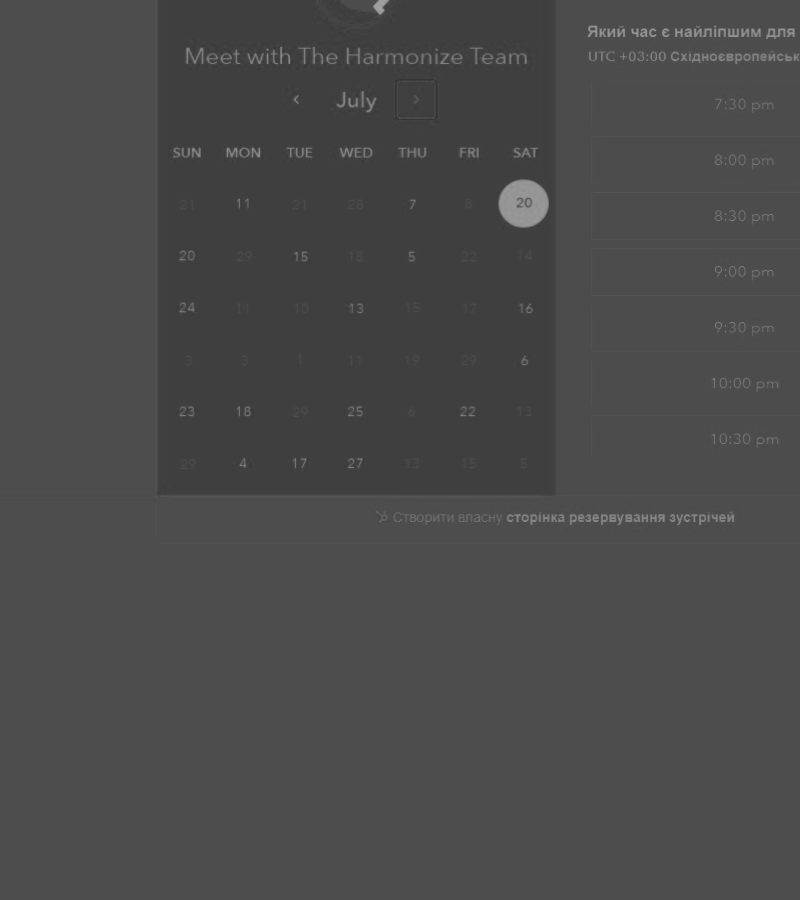 Meet with The Harmonize Team
July
SUN MON TUE WED THU FRI SAT
21 11 21 28 7 8 20
20 29 15 13 5 22 14
24 11 10 13 15 17 16
3 3 1 11 19 29 6
23 18 29 25 6 22 13
29 4 17 27 13 15 5
Який час є найліпшим для
UTC +03:00 Східноєвропейськ
7:30 pm
8:00 pm
8:30 pm
9:00 pm
9:30 pm
10:00 pm
10:30 pm
Створити власну сторінка резервування зустрічей